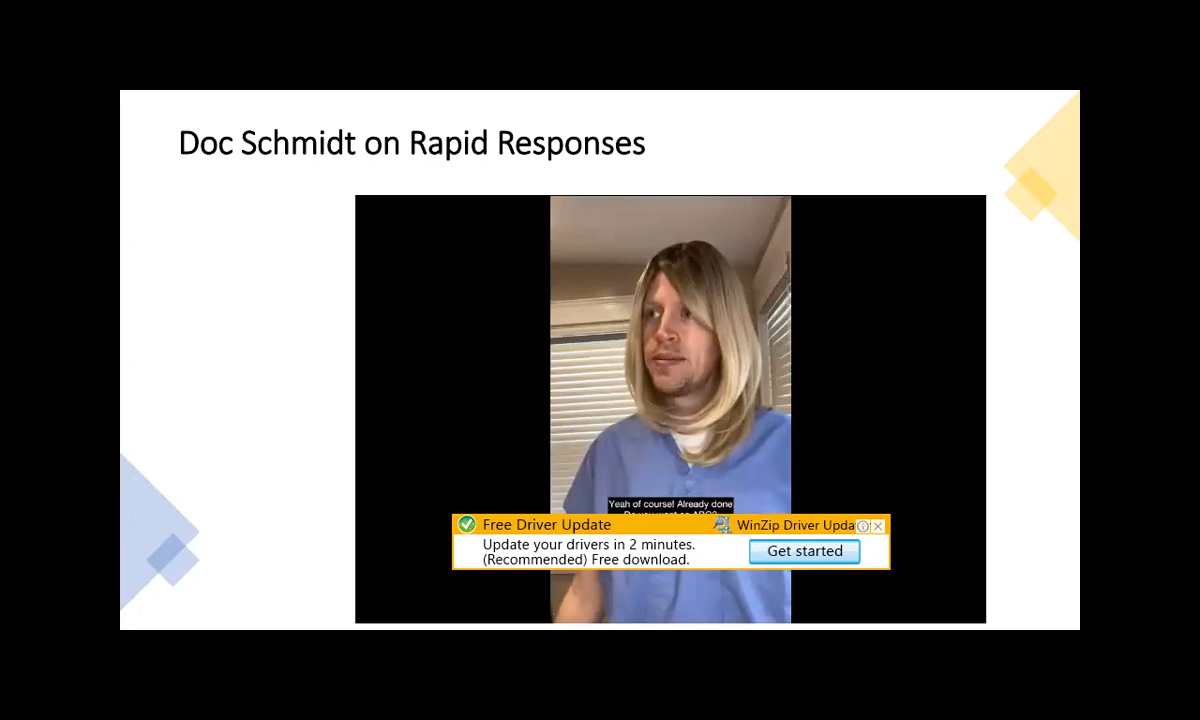 Doc Schmidt on Rapid Responses
Yeah of course! Already done
Free Driver Update
WinZip Driver Upda
Update your drivers in 2 minutes.
(Recommended) Free download.
Get started